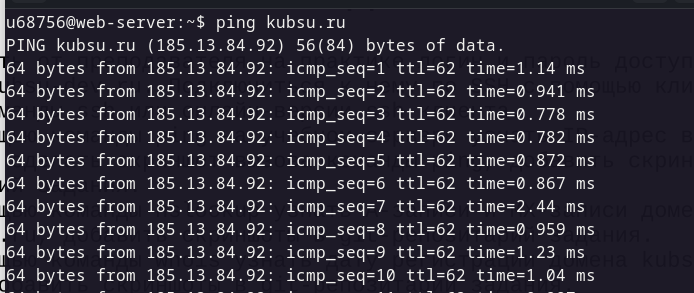 u68756@web-server:~$ ping kubsu.ru
PING kubsu.ru (185.13.84.92) 56(84) bytes of data.
64 bytes from 185.13.84.92: icmp_seq=1 ttl=62 time=1.14 ms
64 bytes from 185.13.84.92: icmp_seq=2 ttl=62 time=0.941 ms
64 bytes from 185.13.84.92: icmp_seq=3 ttl=62 time=0.778 ms
64 bytes from 185.13.84.92: icmp_seq=4 ttl=62 time=0.782 ms
64 bytes from 185.13.84.92: icmp_seq=5 ttl=62 time=0.872 ms
64 bytes from 185.13.84.92: icmp_seq=6 ttl=62 time=0.867 ms
64 bytes from 185.13.84.92: icmp_seq=7 ttl=62 time=2.44 ms
64 bytes from 185.13.84.92: icmp_seq=8 ttl=62 time=0.959 ms
64 bytes from 185.13.84.92: icmp_seq=9 ttl=62 time=1.23 ms
64 bytes from 185.13.84.92: icmp_seq=10 ttl=62 time=1.04 ms